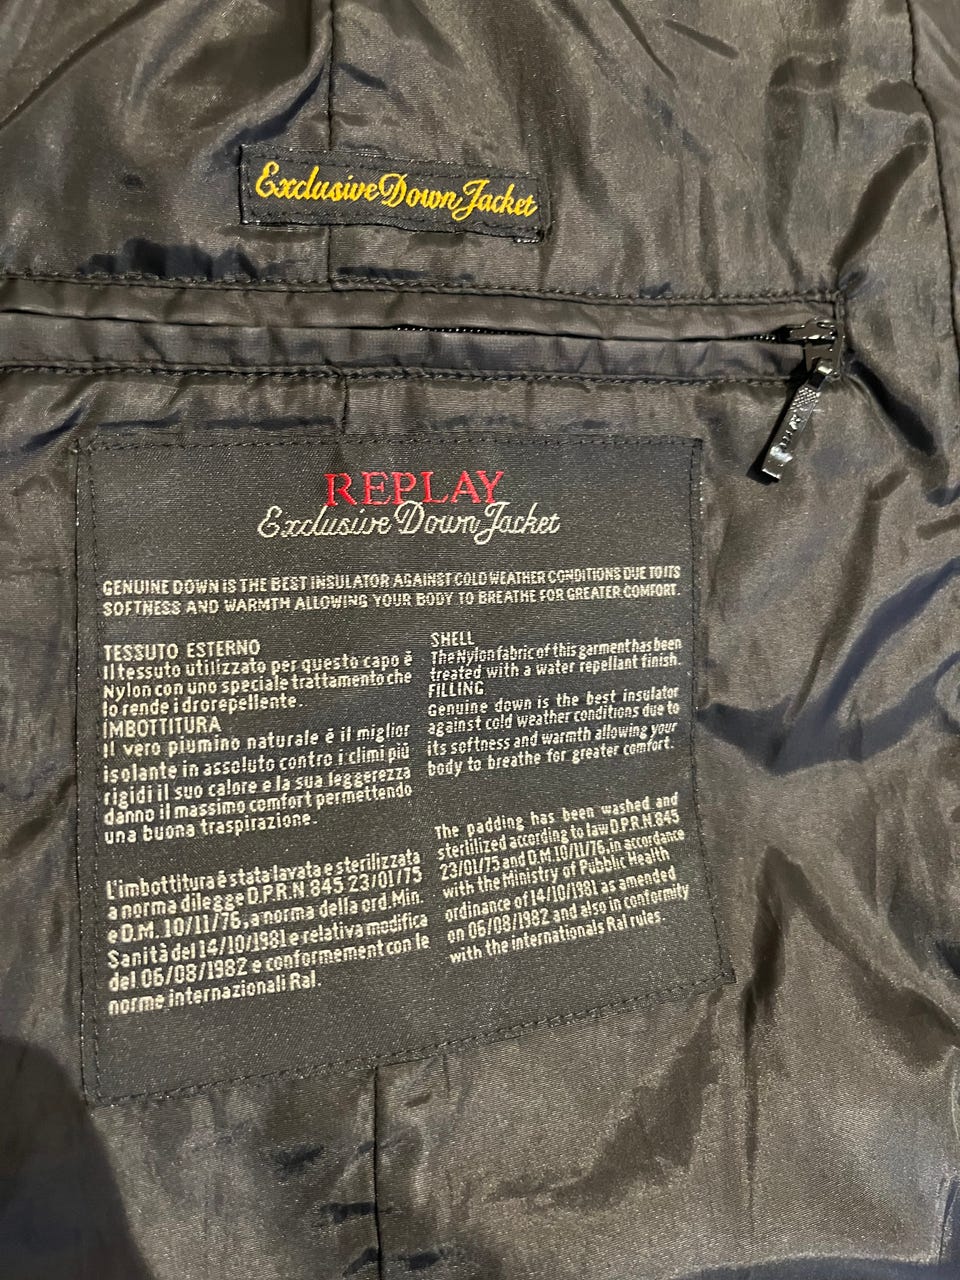 Exclusive Down Jacket
REPLAY
Exclusive Down Jacket
GENUINE DOWN IS THE BEST INSULATOR AGAINST COLD WEATHER CONDITIONS DUE TO ITS
SOFTNESS AND WARMTH ALLOWING YOUR BODY TO BREATHE FOR GREATER COMFORT.
TESSUTO ESTERNO
Il tessuto utilizzato per questo capo è
Nylon con uno speciale trattamento che
lo rende idrorepellente.
IMBOTTITURA
Il vero piumino naturale è il miglior
isolante in assoluto contro i climi più
rigidi il suo calore e la sua leggerezza
danno il massimo comfort permettendo
una buona traspirazione.
L'imbottitura è stata lavata e sterilizzata
a norma di legge D.P.R.N 845 23/01/75
e D.M. 10/11/76, a norma della ord. Min.
Sanità del 14/10/1981 e relativa modifica
del 06/08/1982 e conformement con le
norme internazionali Ral.
SHELL
The Nylon fabric of this garment has been
treated with a water repellant finish.
FILLING
Genuine down is the best insulator
against cold weather conditions due to
its softness and warmth allowing your
body to breathe for greater comfort.
The padding has been washed and
sterlilized according to law D.P.R.N. 845
23/01/75 and D.M. 10/11/76, in accordance
with the Ministry of Pubblic Health
ordinance of 14/10/1981 as amended
on 06/08/1982 and also in conformity
with the internationals Ral rules.